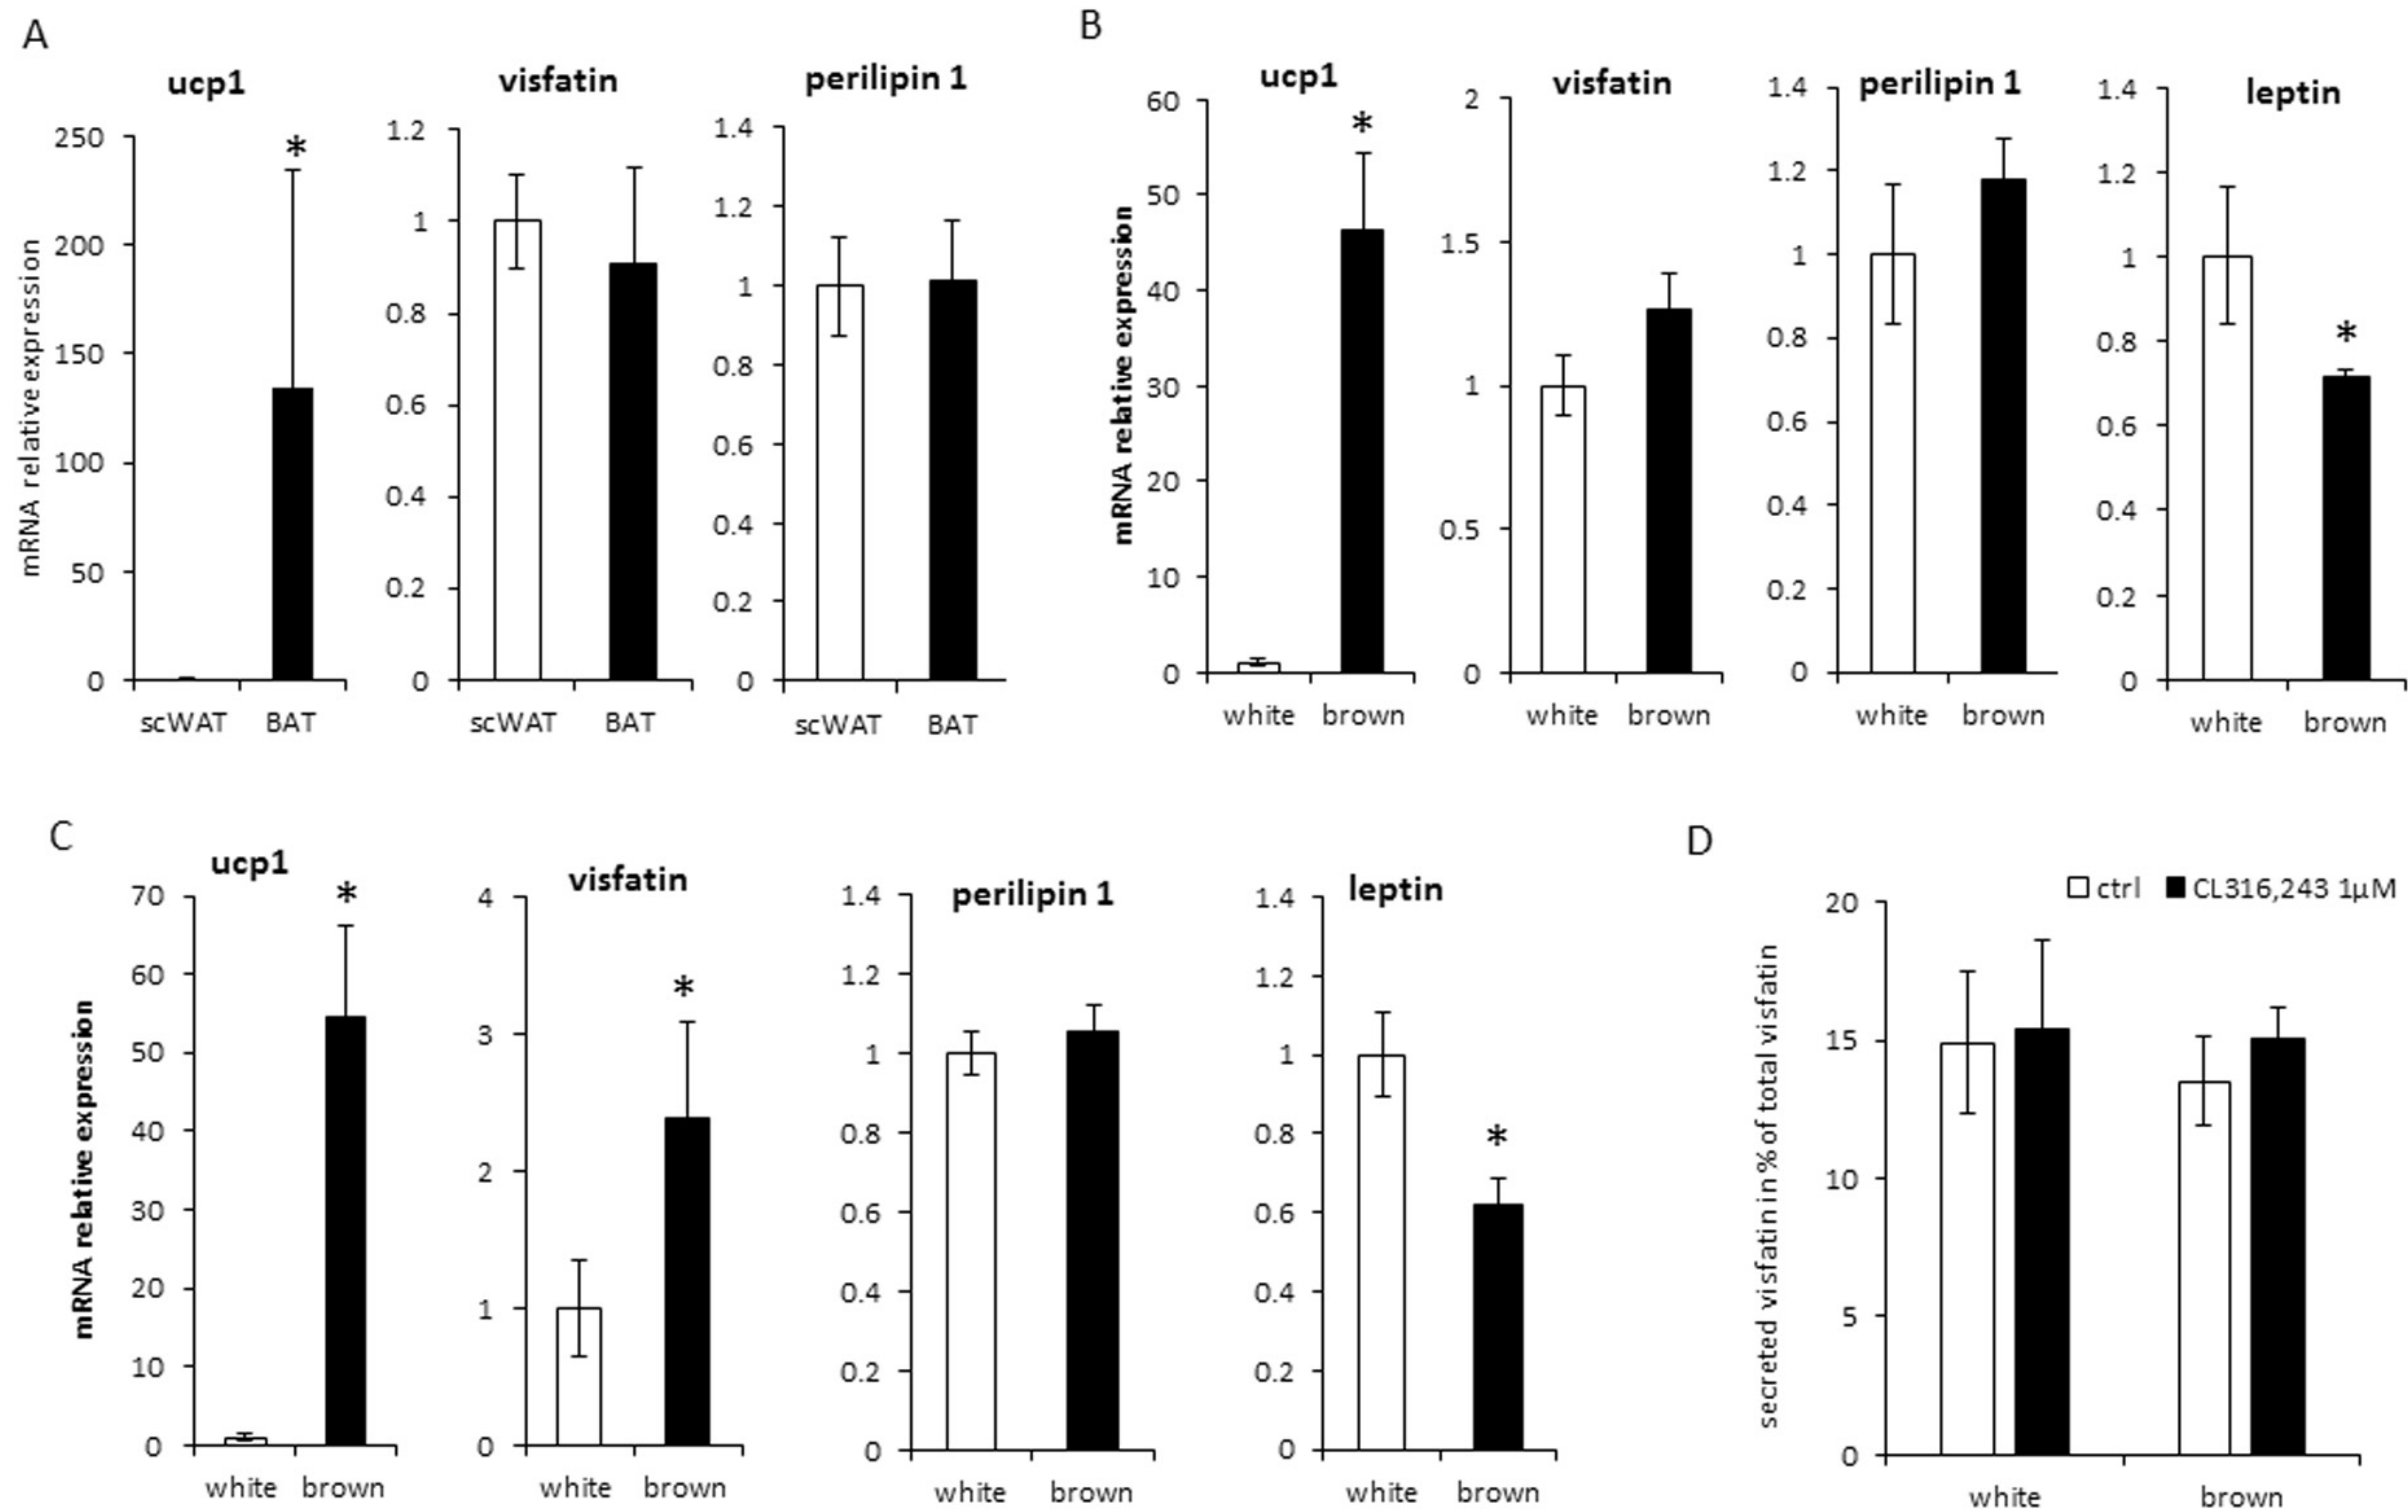 A
ucp1
mRNA relative expression
250
200
150
100
50
0
scWAT BAT
*
visfatin
1.2
1
0.8
0.6
0.4
0.2
0
scWAT BAT
perilipin 1
1.4
1.2
1
0.8
0.6
0.4
0.2
0
scWAT BAT
B
ucp1
mRNA relative expression
60
50
40
30
20
10
0
white brown
*
visfatin
2
1.5
1
0.5
0
white brown
perilipin 1
1.4
1.2
1
0.8
0.6
0.4
0.2
0
white brown
leptin
1.4
1.2
1
0.8
0.6
0.4
0.2
0
white brown
*
C
ucp1
mRNA relative expression
70
60
50
40
30
20
10
0
white brown
*
visfatin
4
3
2
1
0
white brown
*
perilipin 1
1.4
1.2
1
0.8
0.6
0.4
0.2
0
white brown
leptin
1.4
1.2
1
0.8
0.6
0.4
0.2
0
white brown
*
D
ctrl CL316,243 1µM
secreted visfatin in % of total visfatin
20
15
10
5
0
white brown